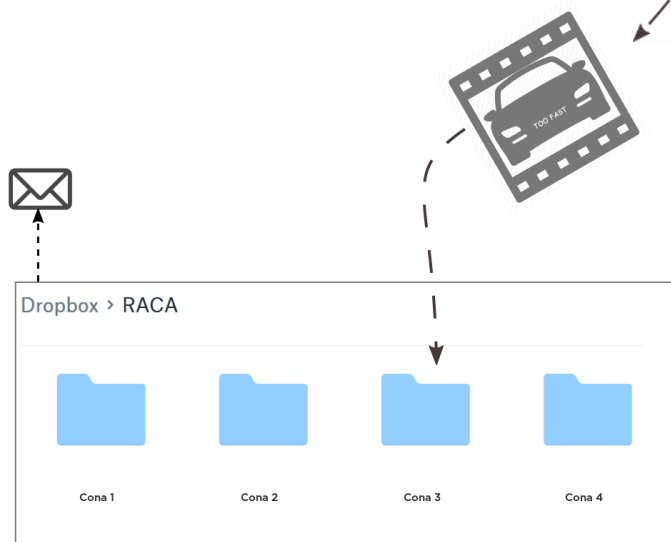 TOO FAST
Dropbox > RACA
Cona 1
Cona 2
Cona 3
Cona 4